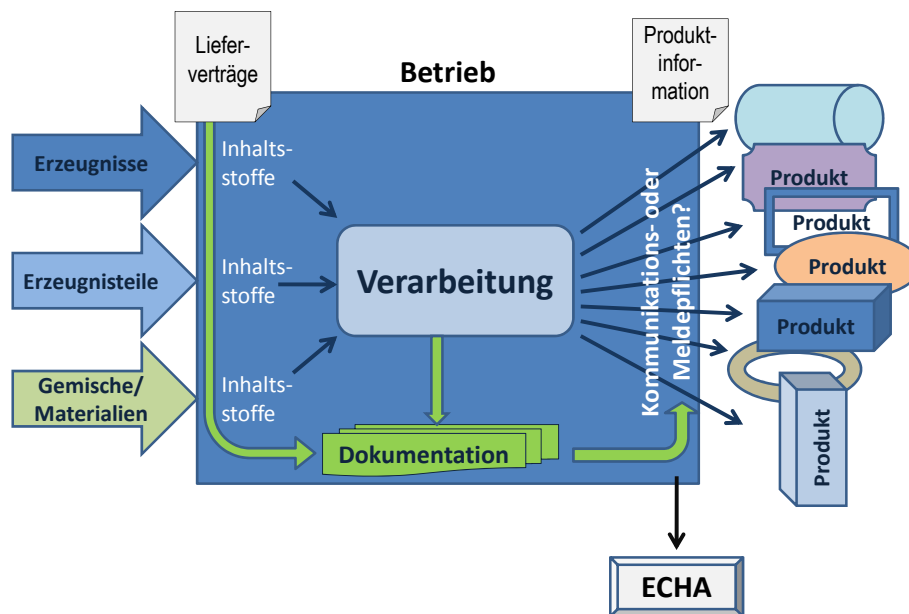 Liefer-
verträge
Betrieb
Produkt-
infor-
mation
Erzeugnisse
Erzeugnisteile
Gemische/
Materialien
Inhalts-
stoffe
Inhalts-
stoffe
Inhalts-
stoffe
Verarbeitung
Dokumentation
Kommunikations- oder
Meldepflichten?
Produkt
Produkt
Produkt
Produkt
Produkt
ECHA